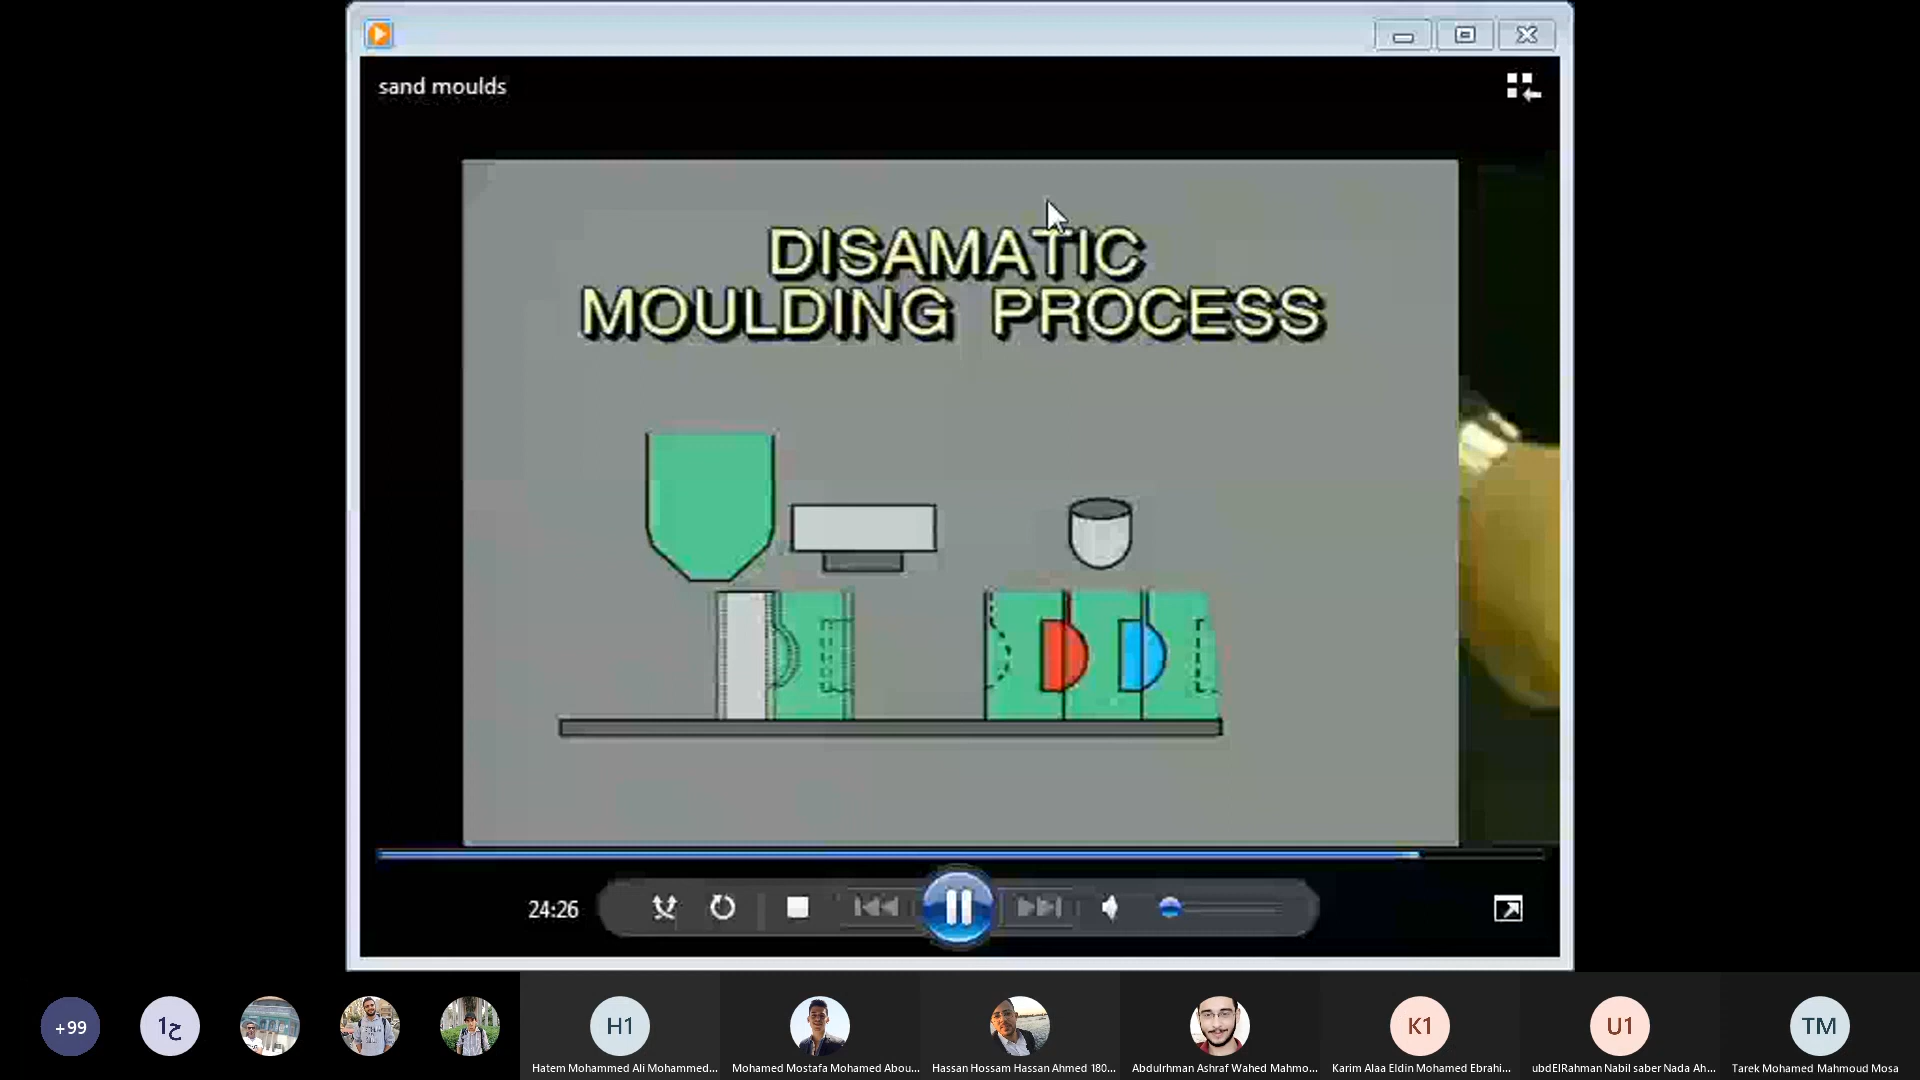 sand moulds
DISAMATIC
MOULDING PROCESS
24:26
+99
ح1
H1
K1
U1
TM
Hatem Mohammed Ali Mohammed...
Mohamed Mostafa Mohamed Abou...
Hassan Hossam Hassan Ahmed 180...
Abdulrhman Ashraf Wahed Mahmo...
Karim Alaa Eldin Mohamed Ebrahi...
ubdElRahman Nabil saber Nada Ah...
Tarek Mohamed Mahmoud Mosa